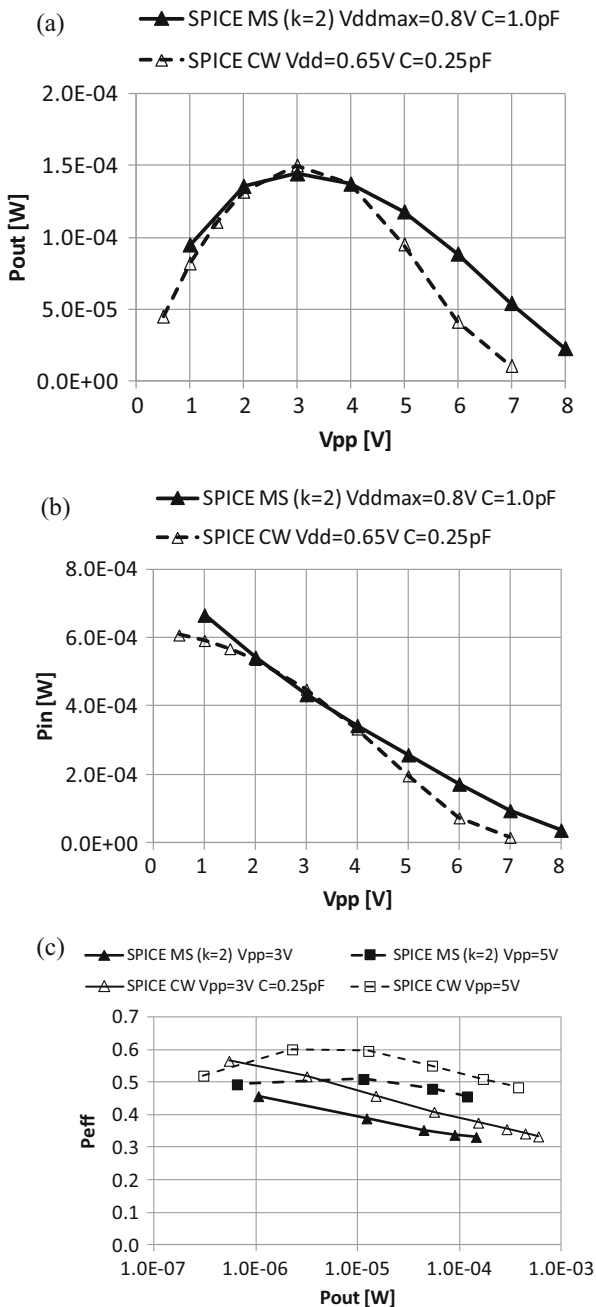 (a)
SPICE MS (k=2) Vddmax=0.8V C=1.0pF
SPICE CW Vdd=0.65V C=0.25pF
2.0E-04
1.5E-04
1.0E-04
5.0E-05
0.0E+00
Pout [W]
0 1 2 3 4 5 6 7 8
Vpp [V]
(b)
SPICE MS (k=2) Vddmax=0.8V C=1.0pF
SPICE CW Vdd=0.65V C=0.25pF
8.0E-04
6.0E-04
4.0E-04
2.0E-04
0.0E+00
Pin [W]
0 1 2 3 4 5 6 7 8
Vpp [V]
(c)
SPICE MS (k=2) Vpp=3V SPICE MS (k=2) Vpp=5V
SPICE CW Vpp=3V C=0.25pF SPICE CW Vpp=5V
0.7
0.6
0.5
0.4
0.3
0.2
0.1
0.0
Peff
1.0E-07 1.0E-06 1.0E-05 1.0E-04 1.0E-03
Pout [W]